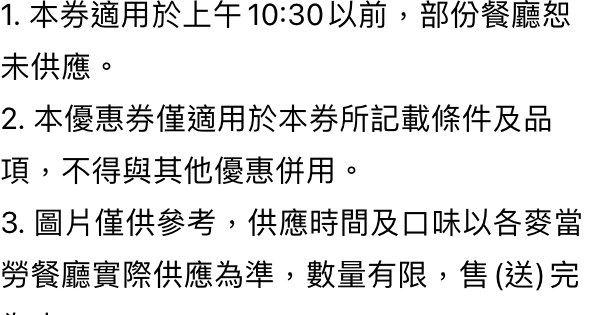 1. 本券適用於上午10:30以前，部份餐廳恕
未供應。
2. 本優惠券僅適用於本券所記載條件及品
項，不得與其他優惠併用。
3. 圖片僅供參考，供應時間及口味以各麥當
勞餐廳實際供應為準，數量有限，售(送)完